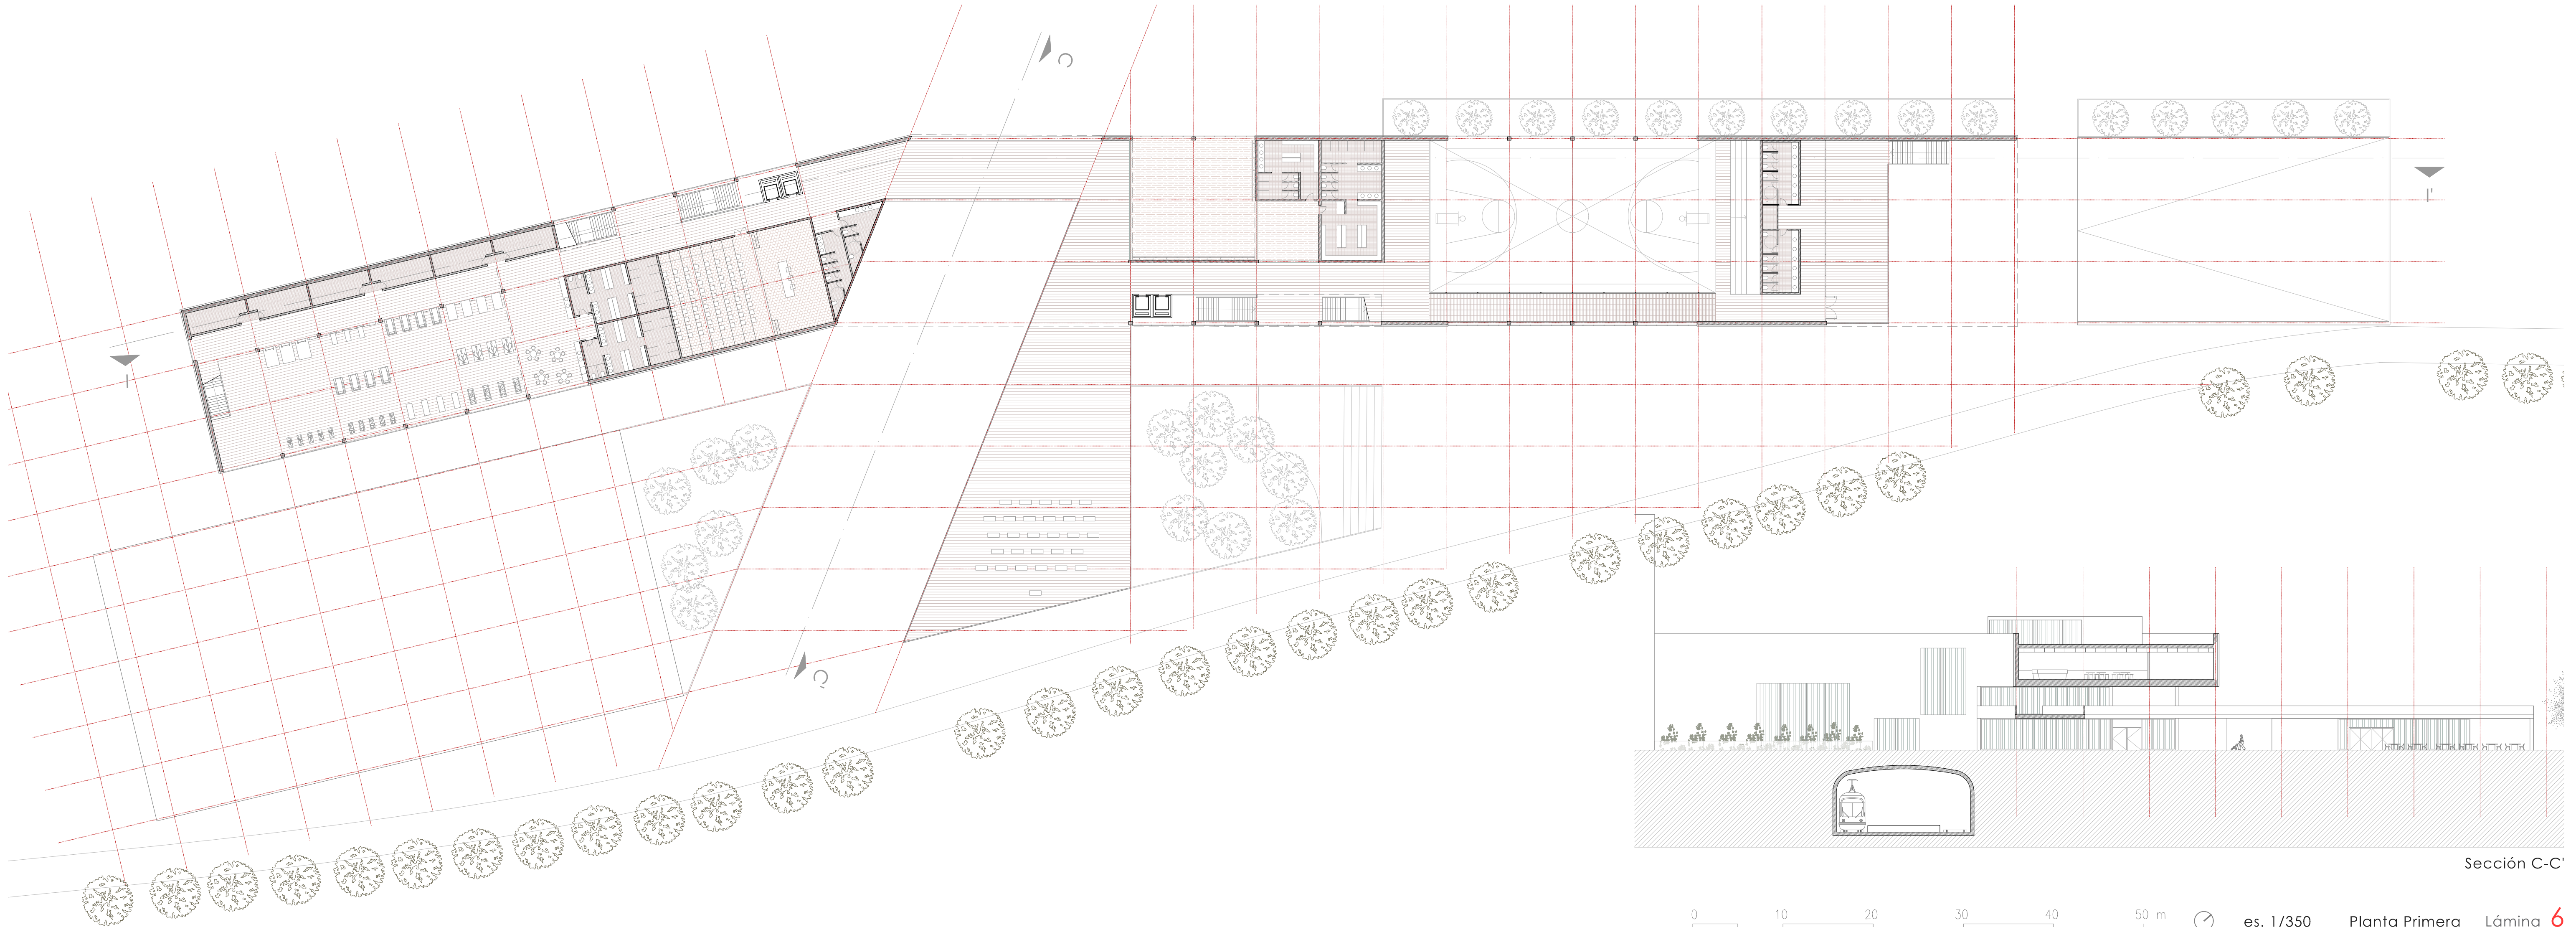 C
I'
I
C'
Sección C-C'
0 10 20 30 40 50 m
es. 1/350 Planta Primera Lámina 6